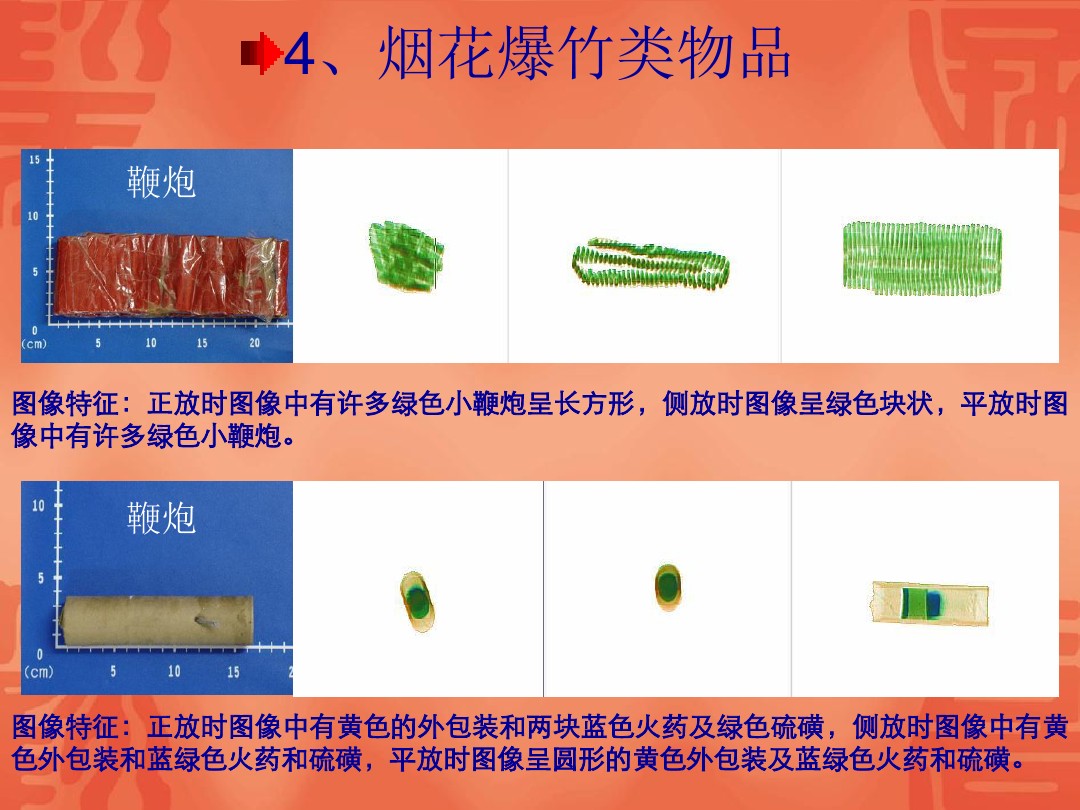 4、烟花爆竹类物品
15
鞭炮
10
5
0
(cm)
5 10 15 20
图像特征：正放时图像中有许多绿色小鞭炮呈长方形，侧放时图像呈绿色块状，平放时图
像中有许多绿色小鞭炮。
10
鞭炮
5
0
(cm)
5 10 15 2
图像特征：正放时图像中有黄色的外包装和两块蓝色火药及绿色硫磺，侧放时图像中有黄
色外包装和蓝绿色火药和硫磺，平放时图像呈圆形的黄色外包装及蓝绿色火药和硫磺。